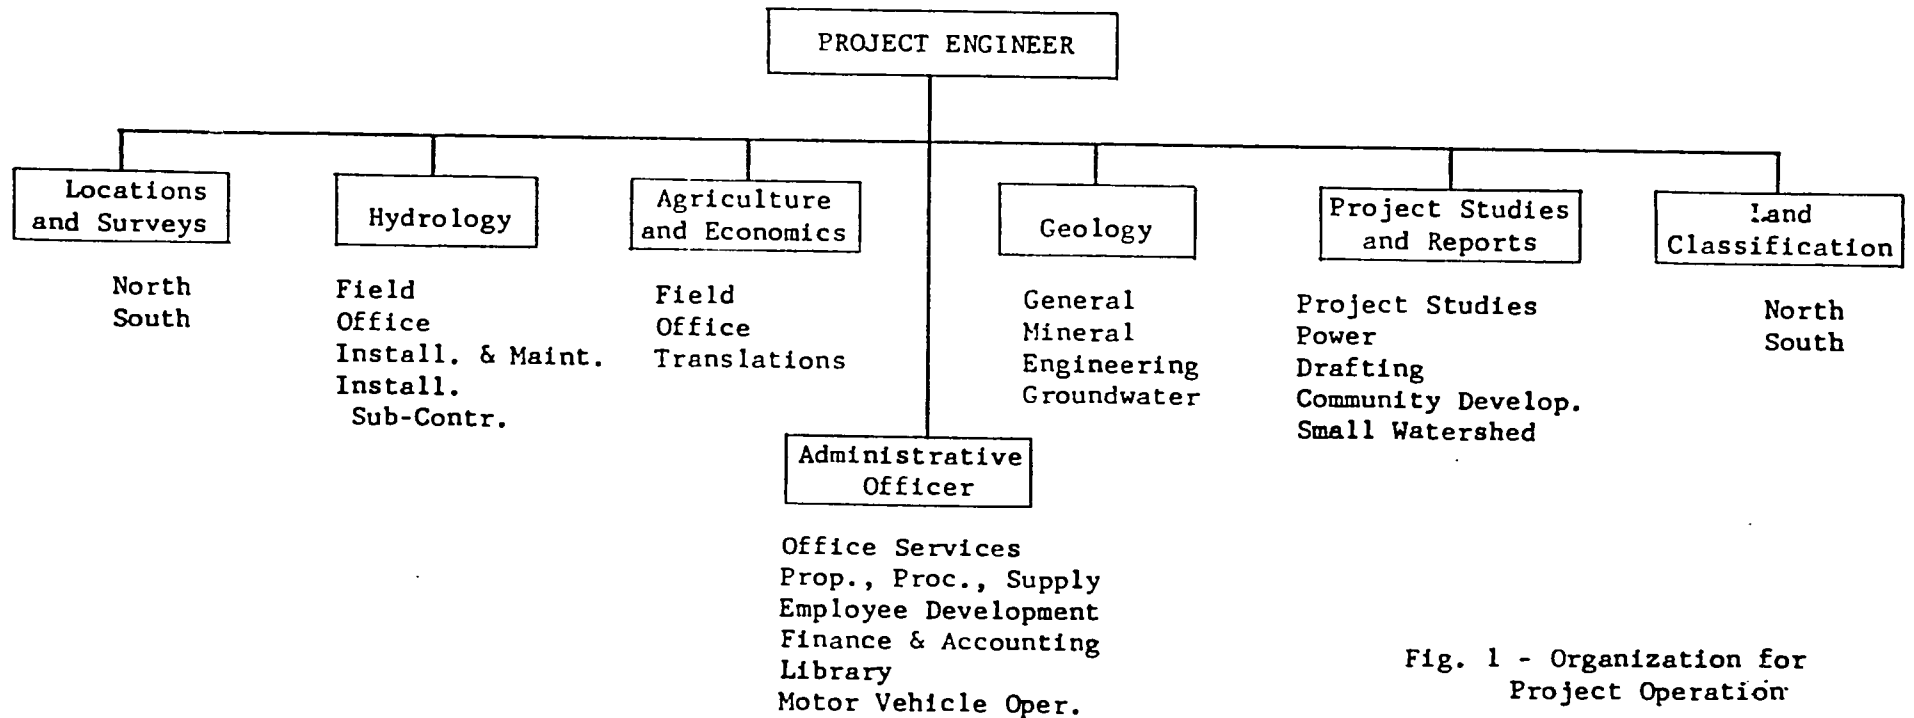 PROJECT ENGINEER
Locations
and Surveys
North
South
Hydrology
Field
Office
Install. & Maint.
Install.
Sub-Contr.
Agriculture
and Economics
Field
Office
Translations
Geology
General
Mineral
Engineering
Groundwater
Project Studies
and Reports
Project Studies
Power
Drafting
Community Develop.
Small Watershed
Land
Classification
North
South
Administrative
Officer
Office Services
Prop., Proc., Supply
Employee Development
Finance & Accounting
Library
Motor Vehicle Oper.
Fig. 1 - Organization for
Project Operation